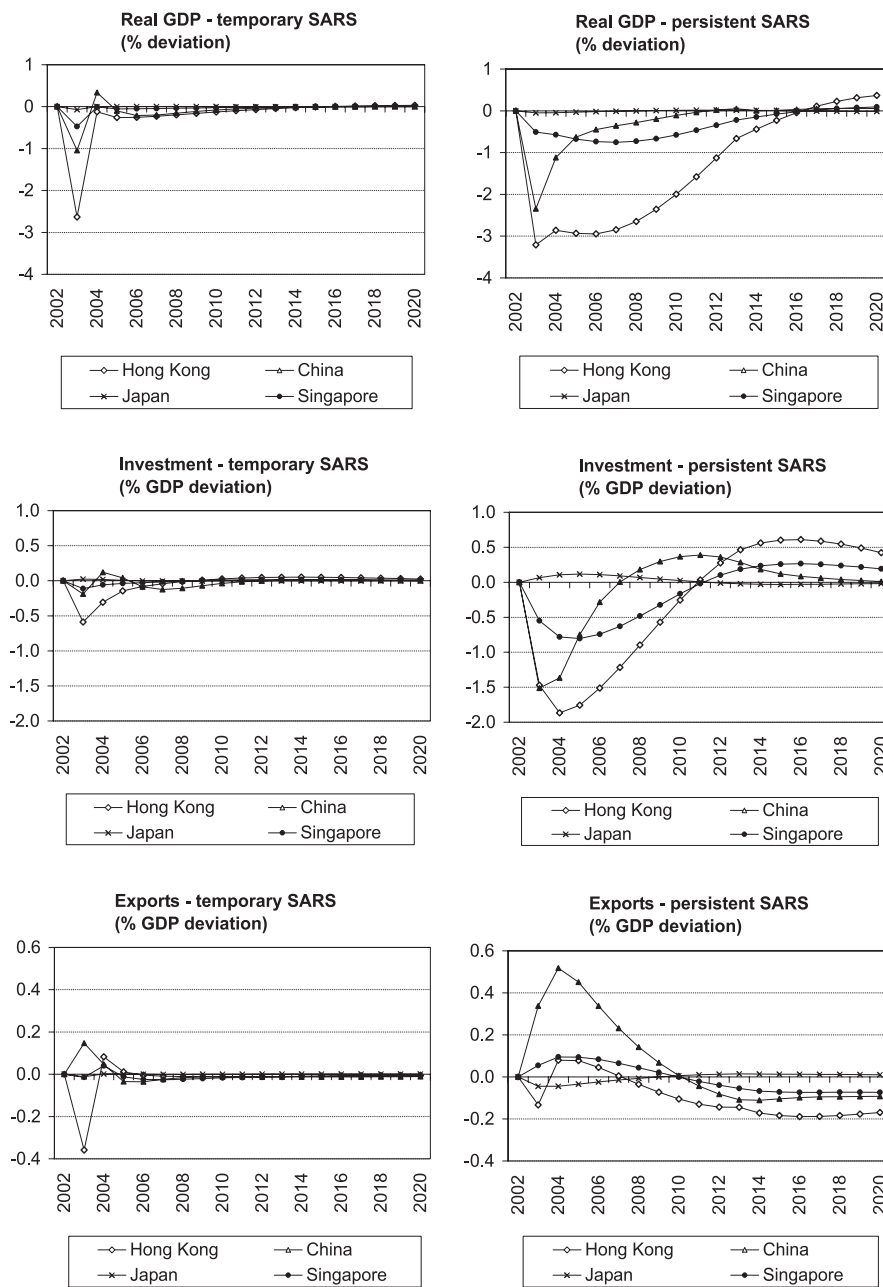 Real GDP - temporary SARS
(% deviation)
1
0
-1
-2
-3
-4
2002 2004 2006 2008 2010 2012 2014 2016 2018 2020
Hong Kong China
Japan Singapore
Real GDP - persistent SARS
(% deviation)
1
0
-1
-2
-3
-4
2002 2004 2006 2008 2010 2012 2014 2016 2018 2020
Hong Kong China
Japan Singapore
Investment - temporary SARS
(% GDP deviation)
1.0
0.5
0.0
-0.5
-1.0
-1.5
-2.0
2002 2004 2006 2008 2010 2012 2014 2016 2018 2020
Hong Kong China
Japan Singapore
Investment - persistent SARS
(% GDP deviation)
1.0
0.5
0.0
-0.5
-1.0
-1.5
-2.0
2002 2004 2006 2008 2010 2012 2014 2016 2018 2020
Hong Kong China
Japan Singapore
Exports - temporary SARS
(% GDP deviation)
0.6
0.4
0.2
0.0
-0.2
-0.4
2002 2004 2006 2008 2010 2012 2014 2016 2018 2020
Hong Kong China
Japan Singapore
Exports - persistent SARS
(% GDP deviation)
0.6
0.4
0.2
0.0
-0.2
-0.4
2002 2004 2006 2008 2010 2012 2014 2016 2018 2020
Hong Kong China
Japan Singapore